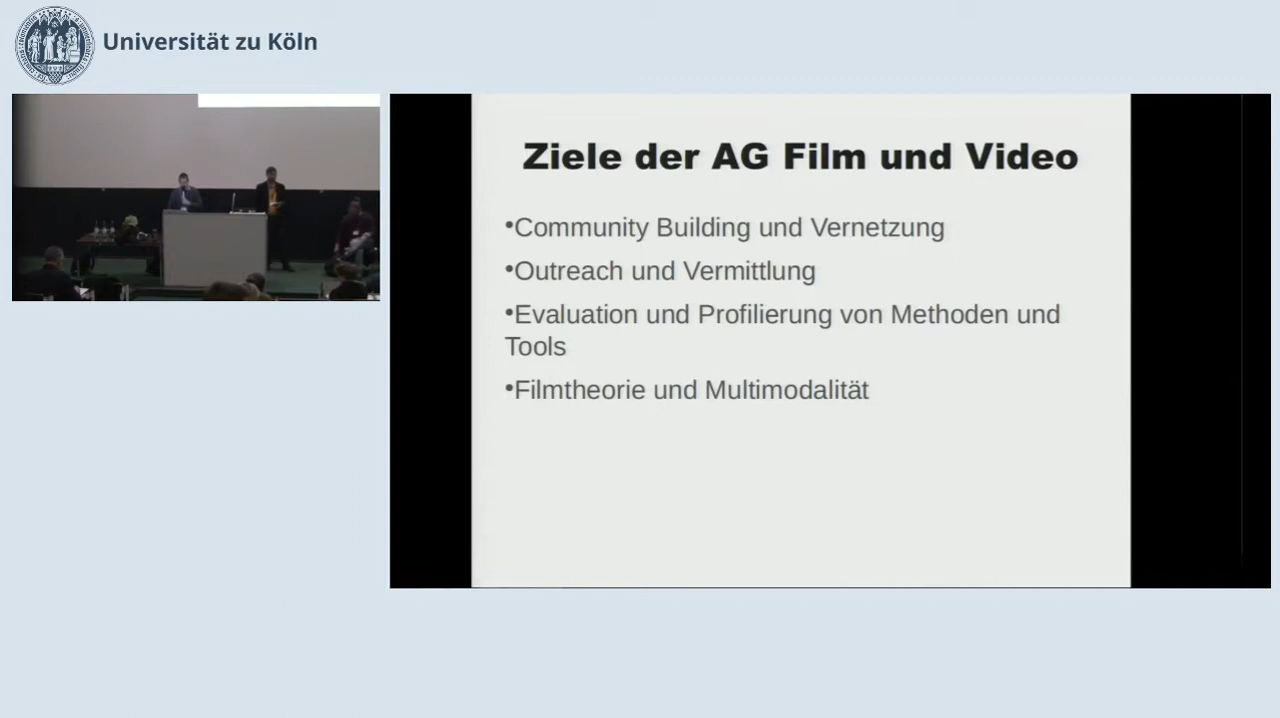 Universität zu Köln
Ziele der AG Film und Video
•Community Building und Vernetzung
•Outreach und Vermittlung
•Evaluation und Profilierung von Methoden und
Tools
•Filmtheorie und Multimodalität